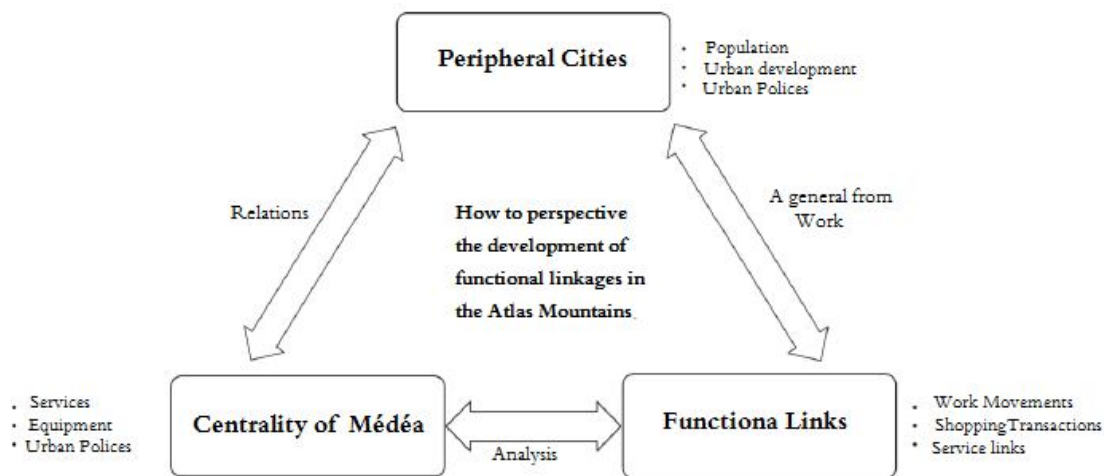 Peripheral Cities
• Population
• Urban development
• Urban Polices
Relations
A general from
Work
How to perspective
the development of
functional linkages in
the Atlas Mountains.
• Services
• Equipment
• Urban Polices
Centrality of Médéa
Analysis
Functiona Links
• Work Movements
• ShoppingTransactions
• Service links